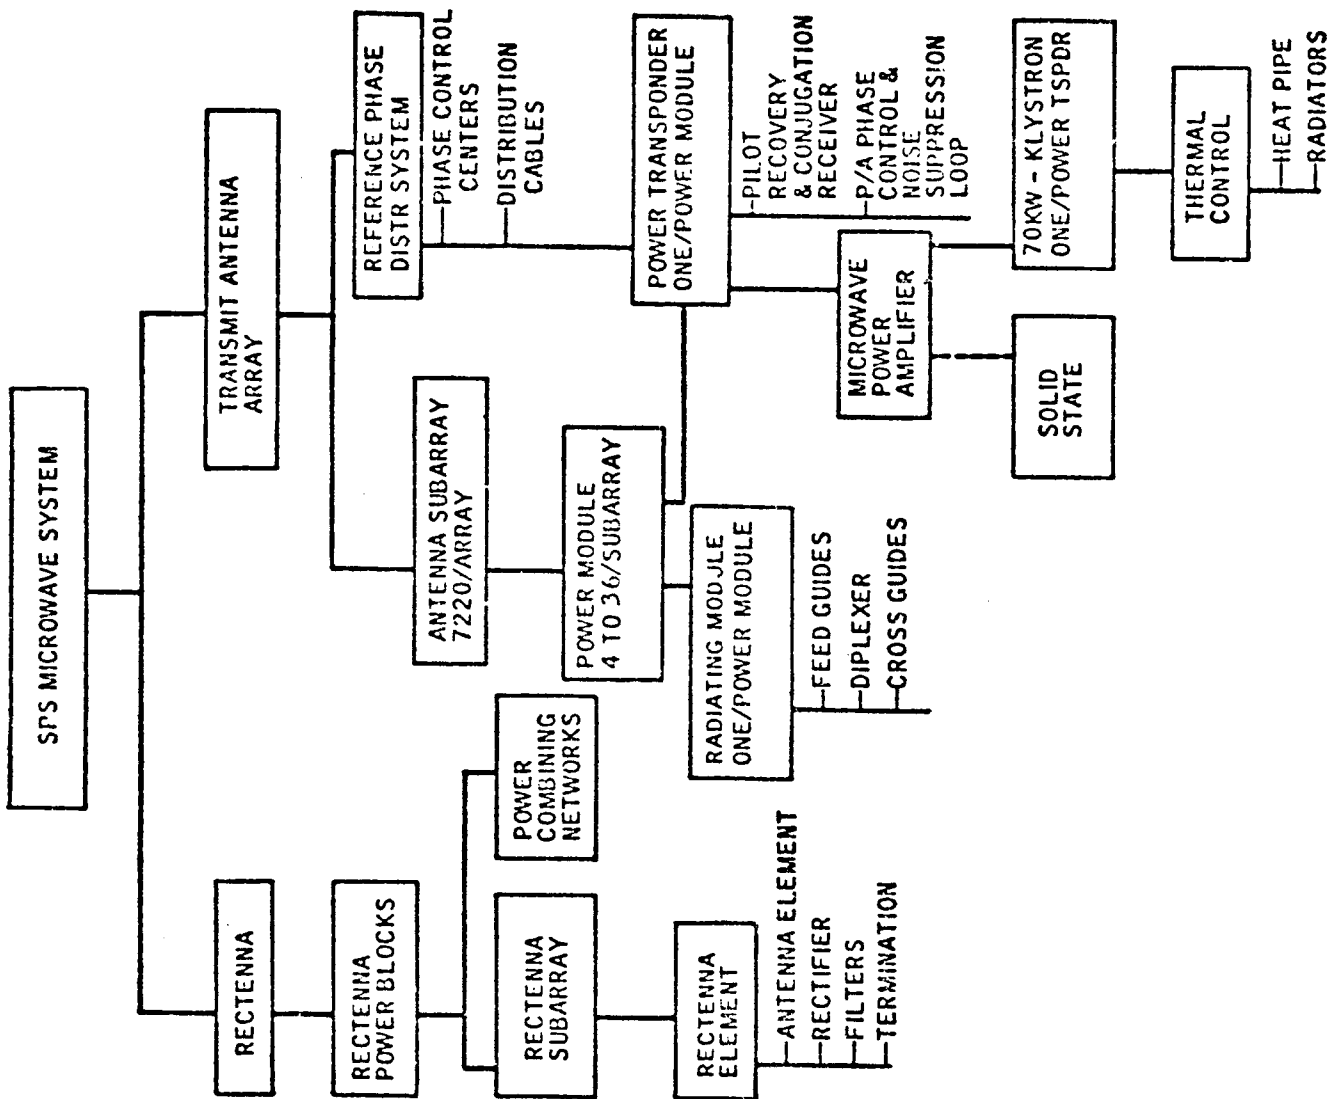 SPS MICROWAVE SYSTEM
RECTENNA
RECTENNA
POWER BLOCKS
RECTENNA
SUBARRAY
POWER
COMBINING
NETWORKS
RECTENNA
ELEMENT
ANTENNA ELEMENT
RECTIFIER
FILTERS
TERMINATION
TRANSMIT ANTENNA
ARRAY
ANTENNA SUBARRAY
7220/ARRAY
POWER MODULE
4 TO 36/SUBARRAY
RADIATING MODULE
ONE/POWER MODULE
FEED GUIDES
DIPLEXER
CROSS GUIDES
REFERENCE PHASE
DISTR SYSTEM
PHASE CONTROL
CENTERS
DISTRIBUTION
CABLES
POWER TRANSPONDER
ONE/POWER MODULE
PILOT
RECOVERY
& CONJUGATION
RECEIVER
P/A PHASE
CONTROL &
NOISE
SUPPRESSION
LOOP
MICROWAVE
POWER
AMPLIFIER
SOLID
STATE
70KW - KLYSTRON
ONE/POWER TSPDR
THERMAL
CONTROL
HEAT PIPE
RADIATORS